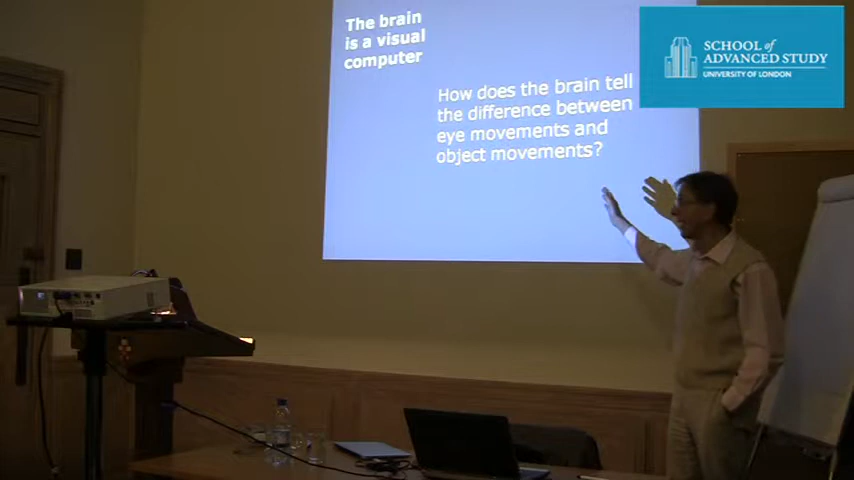 The brain
is a visual
computer
How does the brain tell
the difference between
eye movements and
object movements?
SCHOOL of
ADVANCED STUDY
UNIVERSITY OF LONDON